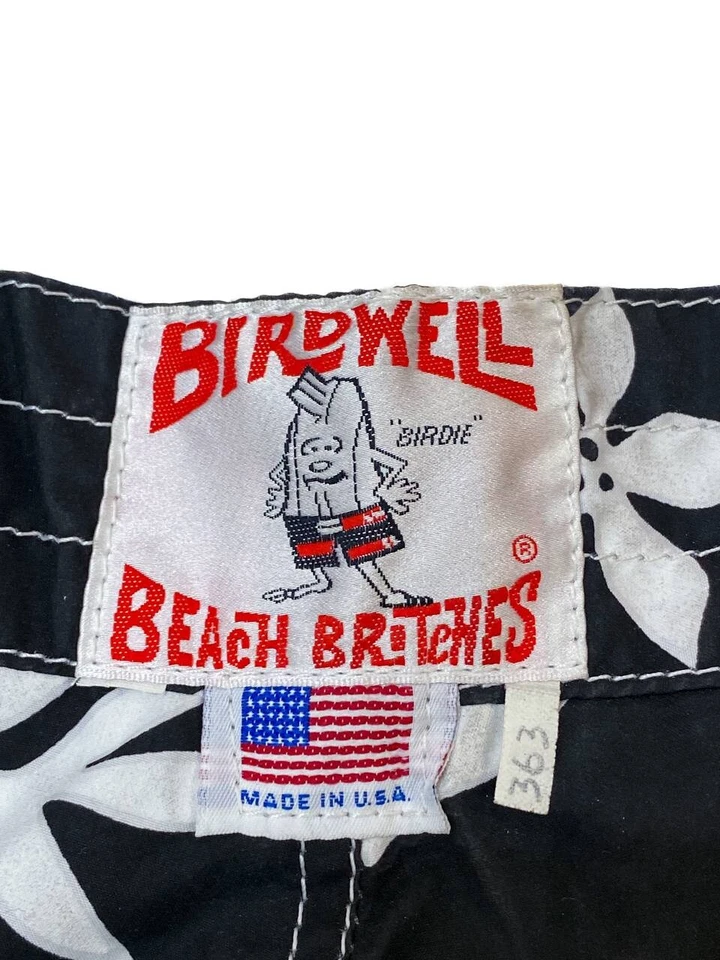 BIRDWELL
"BIRDIE"
®
BEACH BRITCHES
MADE IN U.S.A.
363